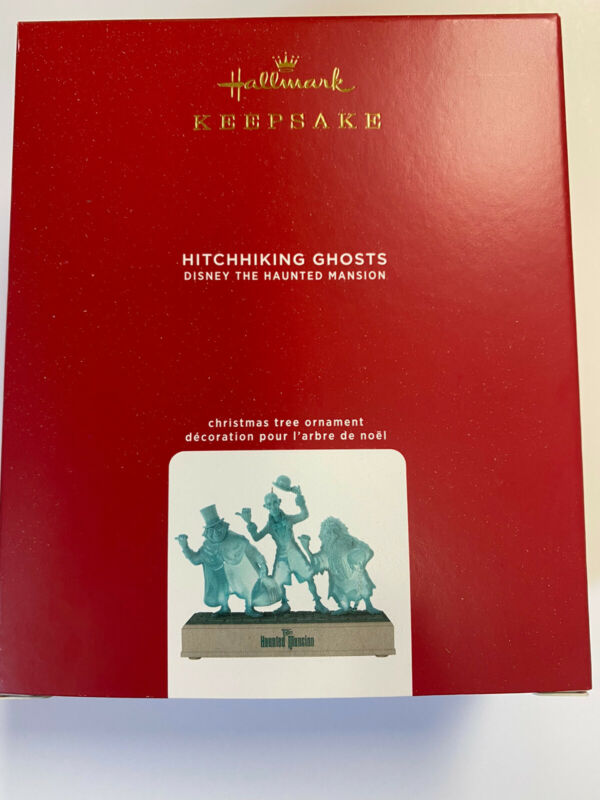 Hallmark
KEEPSAKE
HITCHHIKING GHOSTS
DISNEY THE HAUNTED MANSION
christmas tree ornament
décoration pour l'arbre de noël
The
Haunted Mansion